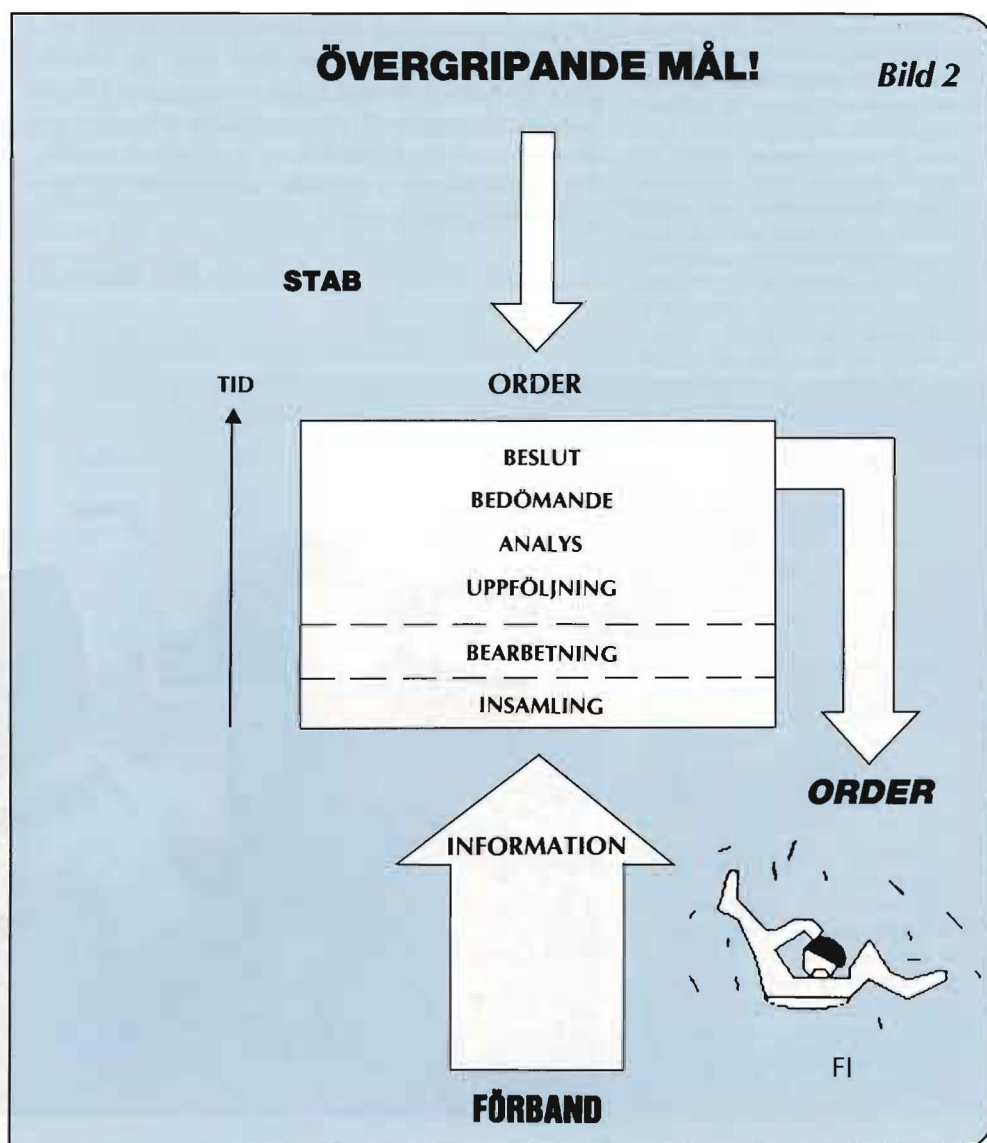 ÖVERGRIPANDE MÅL!
Bild 2
STAB
TID
ORDER
BESLUT
BEDÖMANDE
ANALYS
UPPFÖLJNING
BEARBETNING
INSAMLING
ORDER
INFORMATION
FI
FÖRBAND